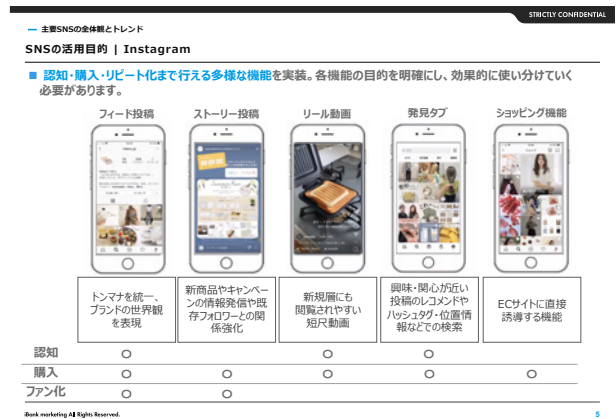 STRICTLY CONFIDENTIAL
主要SNSの全体観とトレンド
SNSの活用目的 | Instagram
■ 認知・購入・リピート化まで行える多様な機能を実装。各機能の目的を明確にし、効果的に使い分けていく
必要があります。
フィード投稿 ストーリー投稿 リール動画 発見タブ ショッピング機能
トンマナを統一、
ブランドの世界観
を表現
新商品やキャンペー
ンの情報発信や既
存フォロワーとの関
係強化
新規層にも
閲覧されやすい
短尺動画
興味・関心が近い
投稿のレコメンドや
ハッシュタグ・位置情
報などでの検索
ECサイトに直接
誘導する機能
認知 ○ ○ ○
購入 ○ ○ ○ ○ ○
ファン化 ○ ○
iBank marketing All Rights Reserved.
5